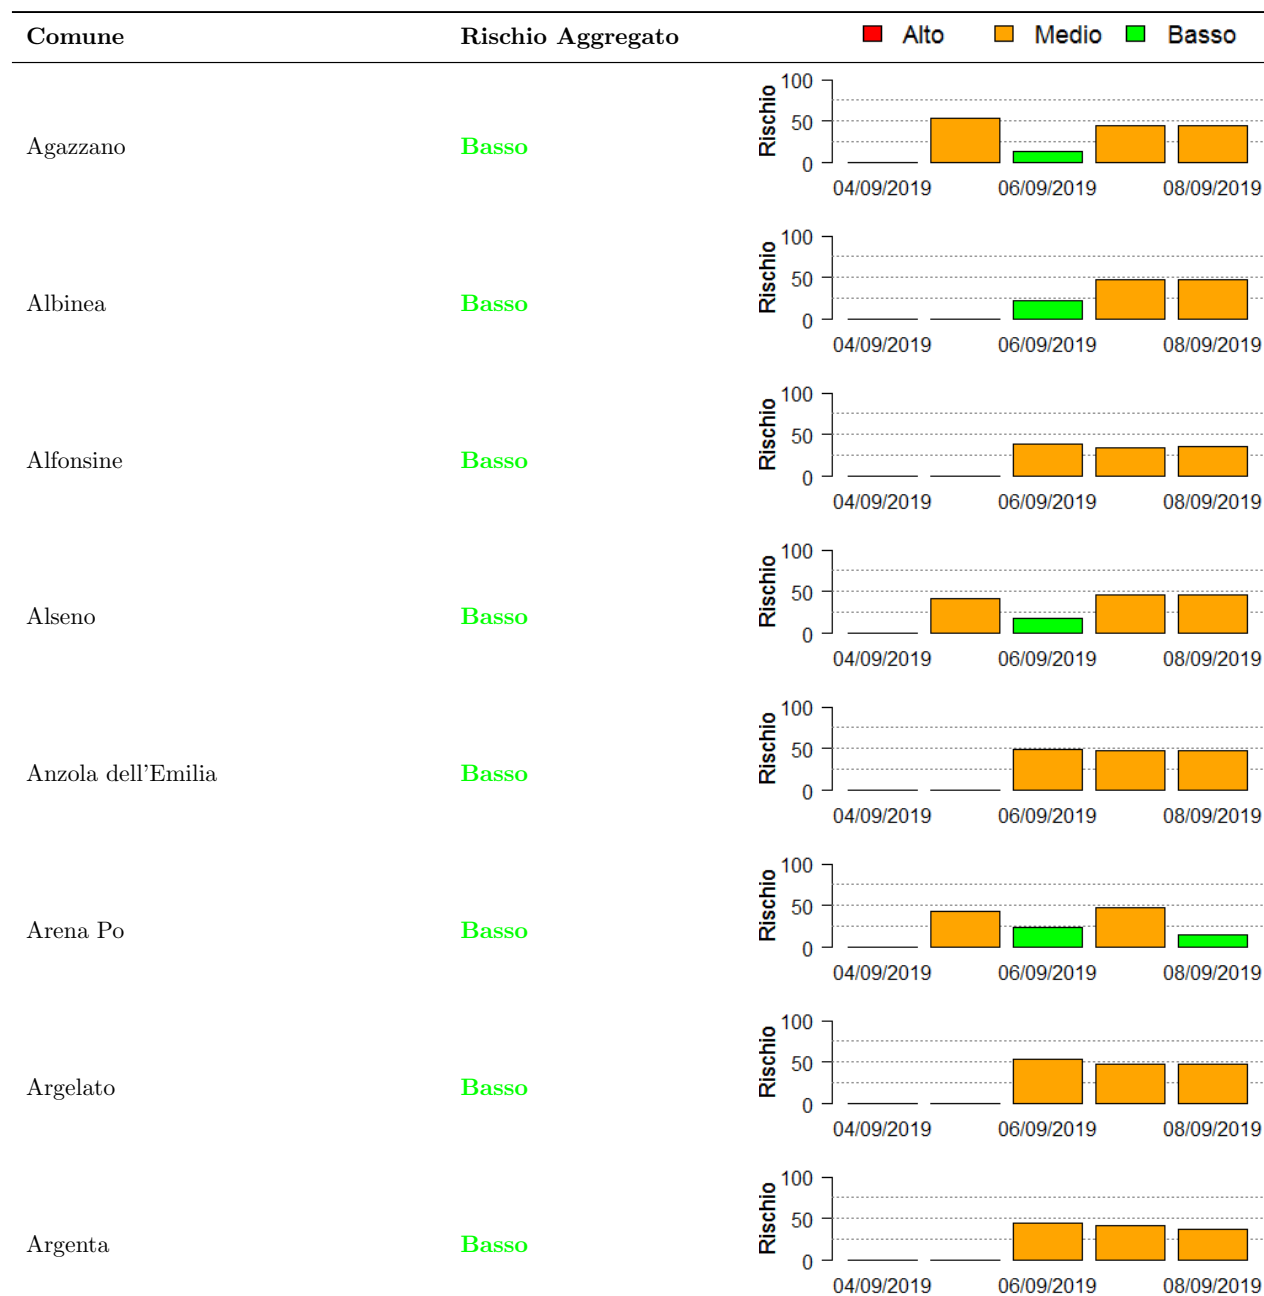 Comune Rischio Aggregato Alto Medio Basso
Agazzano Basso Rischio 100 50 0
04/09/2019 06/09/2019 08/09/2019
Albinea Basso Rischio 100 50 0
04/09/2019 06/09/2019 08/09/2019
Alfonsine Basso Rischio 100 50 0
04/09/2019 06/09/2019 08/09/2019
Alseno Basso Rischio 100 50 0
04/09/2019 06/09/2019 08/09/2019
Anzola dell'Emilia Basso Rischio 100 50 0
04/09/2019 06/09/2019 08/09/2019
Arena Po Basso Rischio 100 50 0
04/09/2019 06/09/2019 08/09/2019
Argelato Basso Rischio 100 50 0
04/09/2019 06/09/2019 08/09/2019
Argenta Basso Rischio 100 50 0
04/09/2019 06/09/2019 08/09/2019